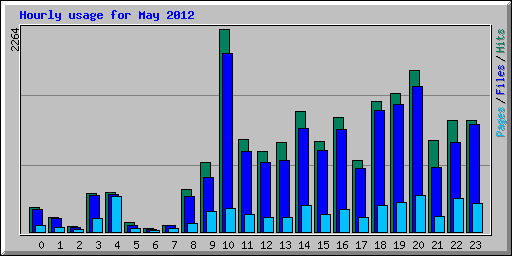 Hourly usage for May 2012
2264
Pages/Files/Hits
0 1 2 3 4 5 6 7 8 9 10 11 12 13 14 15 16 17 18 19 20 21 22 23